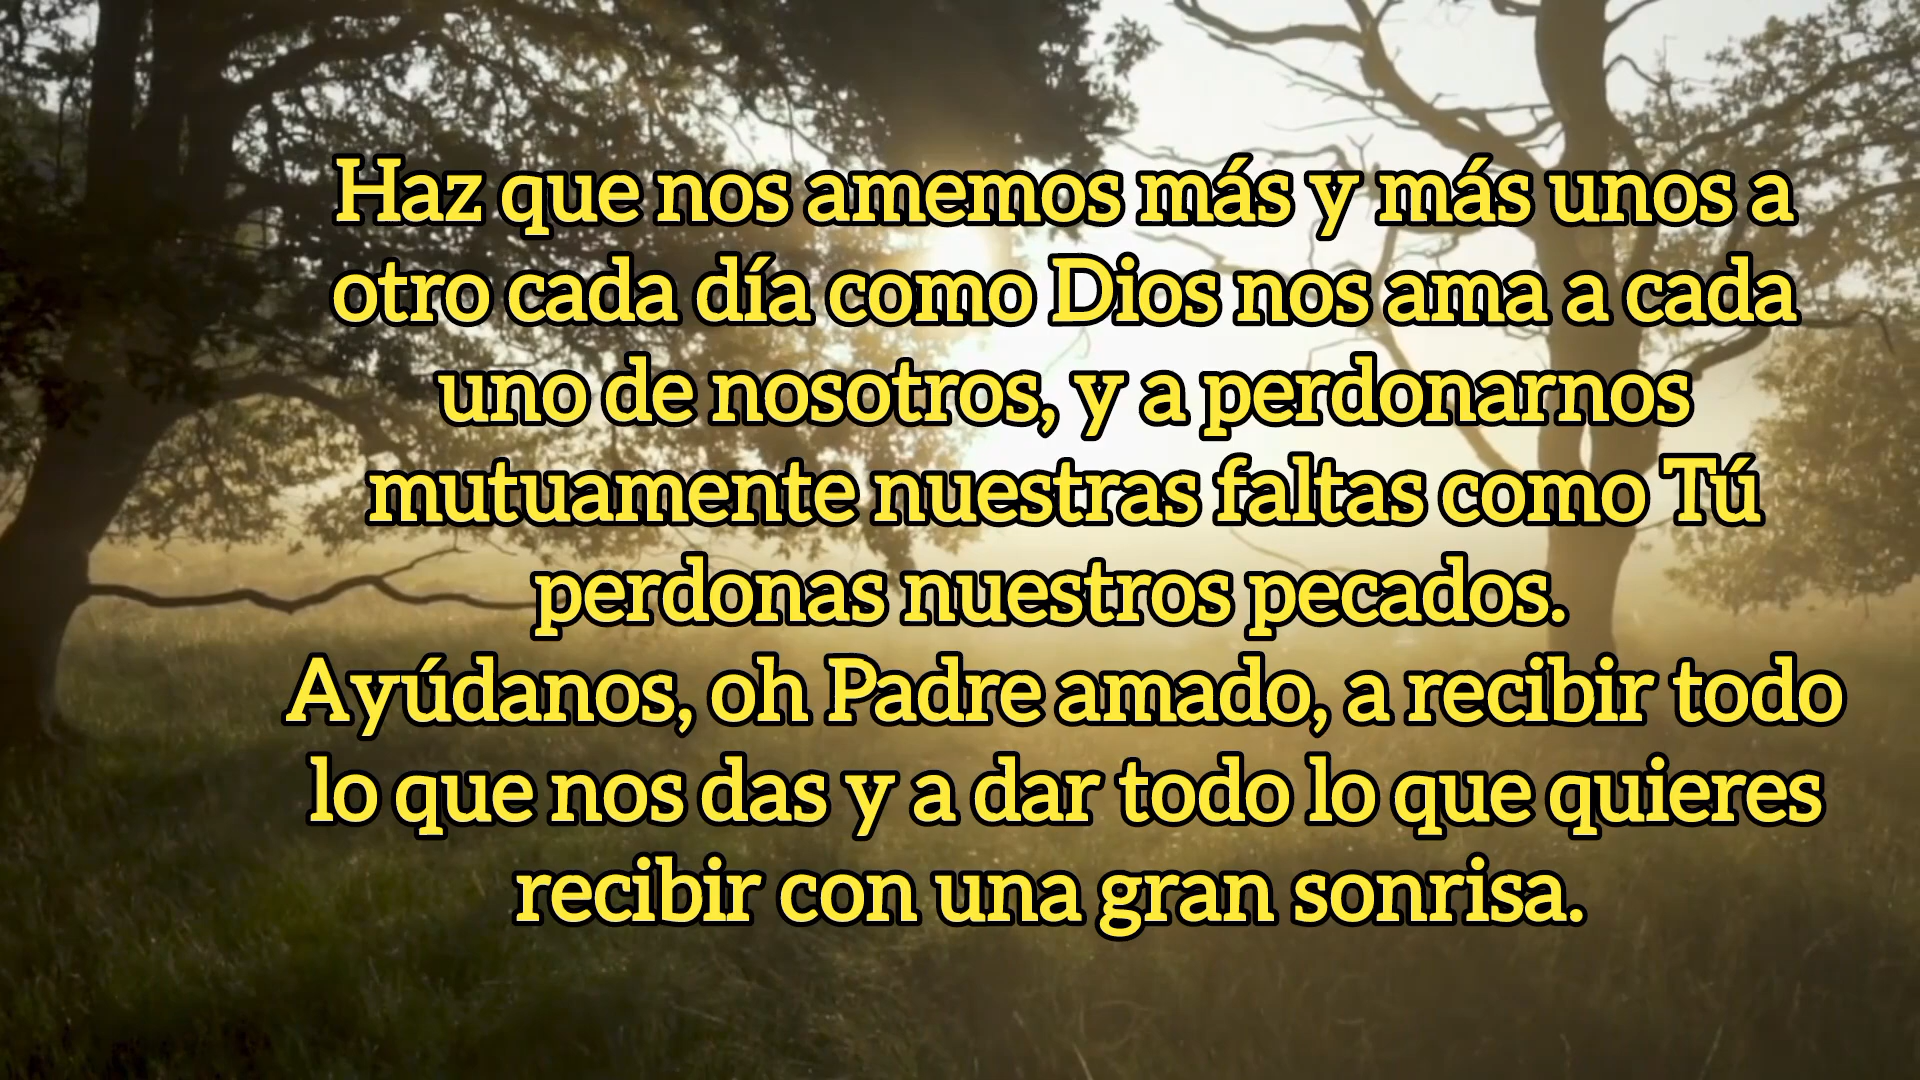 Haz que nos amemos más y más unos a
otro cada día como Dios nos ama a cada
uno de nosotros, y a perdonarnos
mutuamente nuestras faltas como Tú
perdonas nuestros pecados.
Ayúdanos, oh Padre amado, a recibir todo
lo que nos das y a dar todo lo que quieres
recibir con una gran sonrisa.